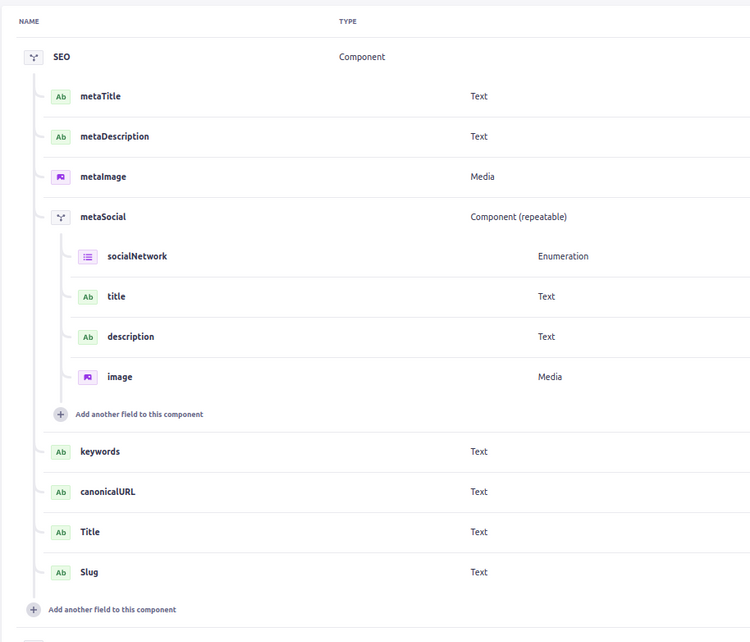 NAME TYPE
SEO Component
Ab metaTitle Text
Ab metaDescription Text
metaImage Media
metaSocial Component (repeatable)
socialNetwork Enumeration
Ab title Text
Ab description Text
image Media
+ Add another field to this component
Ab keywords Text
Ab canonicalURL Text
Ab Title Text
Ab Slug Text
+ Add another field to this component